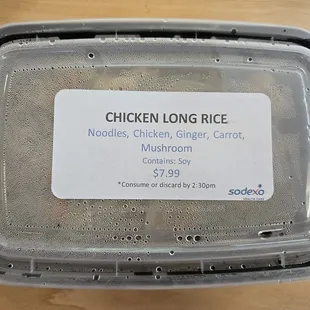 CHICKEN LONG RICE
Noodles, Chicken, Ginger, Carrot,
Mushroom
Contains: Soy
$7.99
*Consume or discard by 2:30pm
sodexo